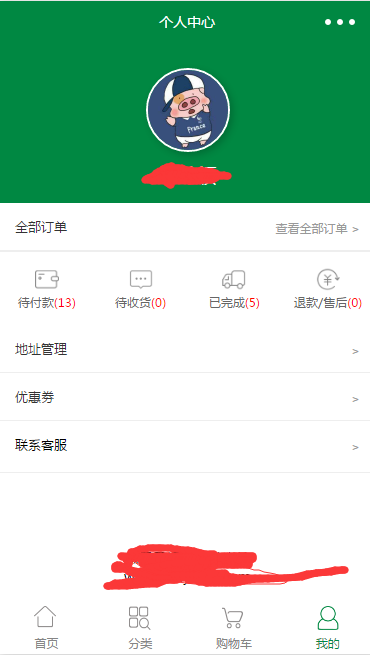 个人中心
France
全部订单
查看全部订单 >
待付款(13)
待收货(0)
已完成(5)
退款/售后(0)
地址管理 >
优惠券 >
联系客服 >
首页
分类
购物车
我的